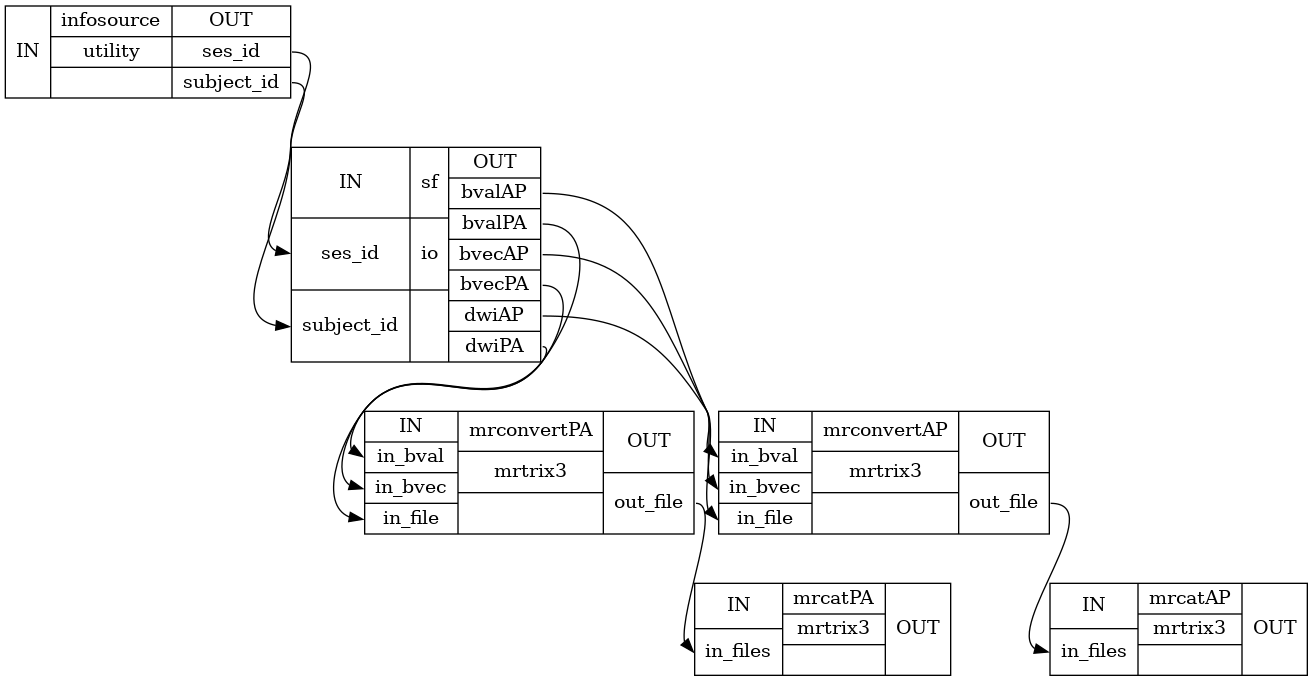 infosource OUT
IN utility ses_id
subject_id
OUT
IN sf
bvalAP
bvalPA
ses_id io bvecAP
bvecPA
dwiAP
subject_id
dwiPA
IN mrconvertPA OUT
in_bval
mrtrix3
in_bvec
out_file
in_file
IN mrconvertAP OUT
in_bval
mrtrix3
in_bvec
out_file
in_file
IN mrcatPA
mrtrix3 OUT
in_files
IN mrcatAP
mrtrix3 OUT
in_files